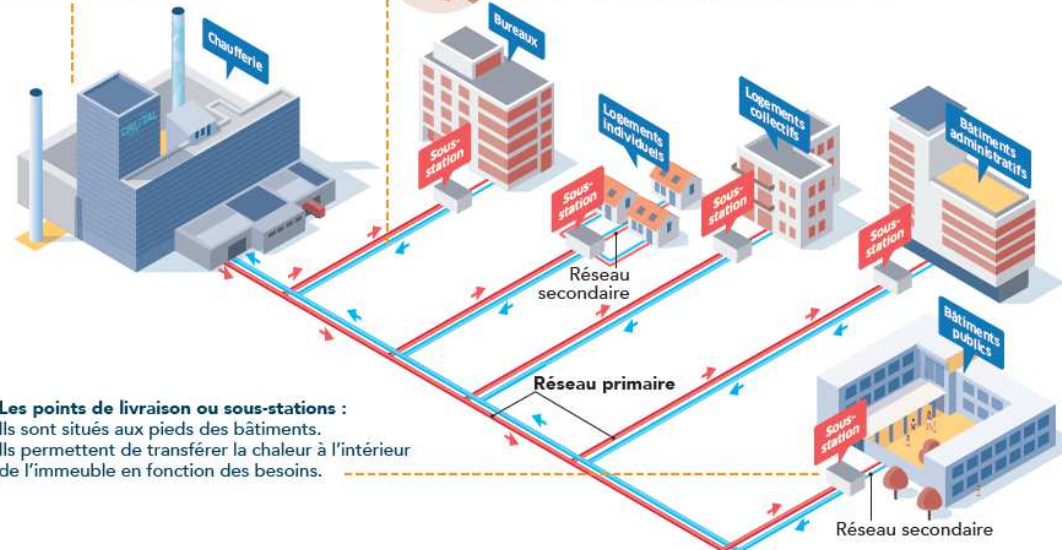 Chaufferie
Bureaux
Logements
individuels
Logements
collectifs
Bâtiments
administratifs
Sous-
station
Sous-
station
Sous-
station
Sous-
station
Réseau
secondaire
Bâtiments
publics
Réseau primaire
Les points de livraison ou sous-stations :
Ils sont situés aux pieds des bâtiments.
Ils permettent de transférer la chaleur à l'intérieur
de l'immeuble en fonction des besoins.
Sous-
station
Réseau secondaire